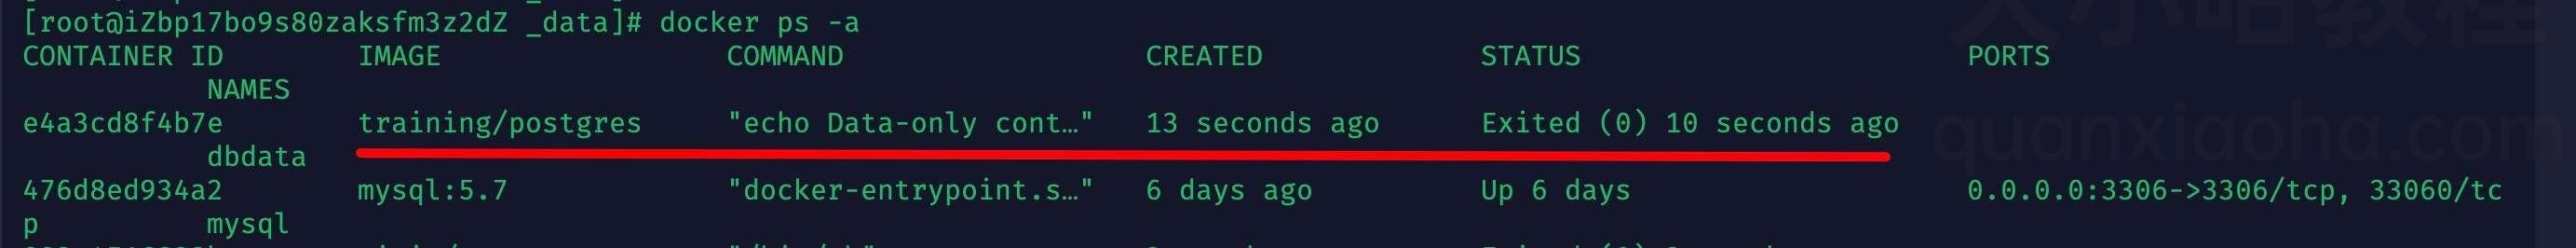 [root@iZbp17bo9s80zaksfm3z2dZ _data]# docker ps -a
CONTAINER ID IMAGE COMMAND CREATED STATUS PORTS
NAMES
e4a3cd8f4b7e training/postgres "echo Data-only cont…" 13 seconds ago Exited (0) 10 seconds ago
dbdata
476d8ed934a2 mysql:5.7 "docker-entrypoint.s…" 6 days ago Up 6 days 0.0.0.0:3306->3306/tcp, 33060/tc
p mysql
quanxiaoha.com